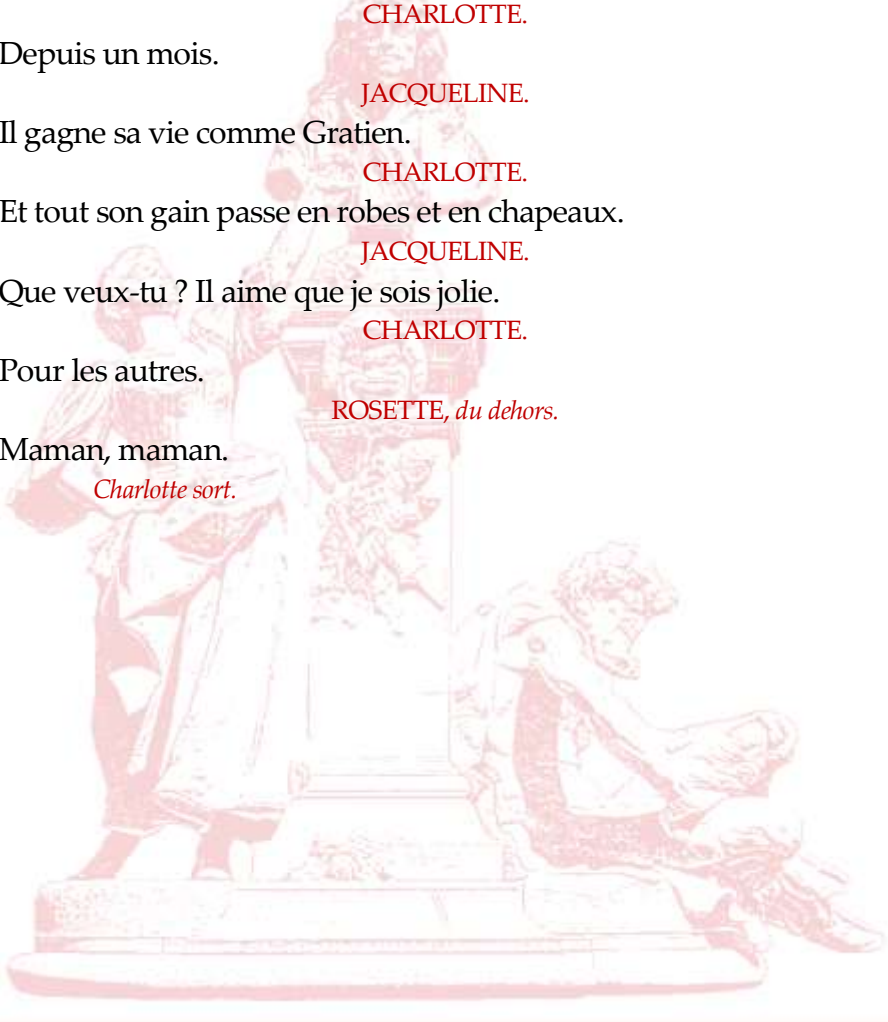 CHARLOTTE.
Depuis un mois.
JACQUELINE.
Il gagne sa vie comme Gratien.
CHARLOTTE.
Et tout son gain passe en robes et en chapeaux.
JACQUELINE.
Que veux-tu ? Il aime que je sois jolie.
CHARLOTTE.
Pour les autres.
ROSETTE, du dehors.
Maman, maman.
Charlotte sort.